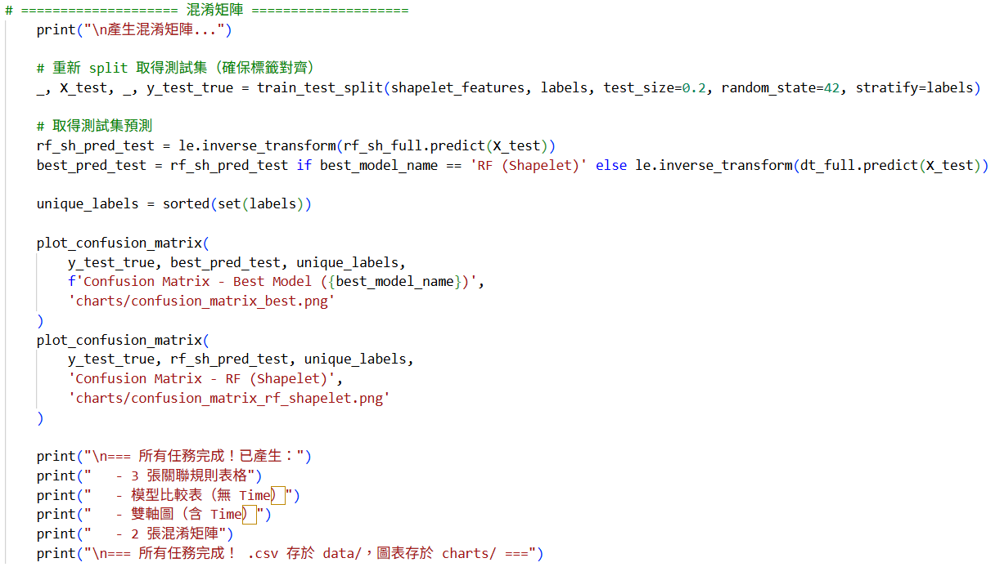 # ==================== 混淆矩陣 ====================
print("\n產生混淆矩陣...")
# 重新 split 取得測試集（確保標籤對齊）
_, X_test, _, y_test_true = train_test_split(shapelet_features, labels, test_size=0.2, random_state=42, stratify=labels)
# 取得測試集預測
rf_sh_pred_test = le.inverse_transform(rf_sh_full.predict(X_test))
best_pred_test = rf_sh_pred_test if best_model_name == 'RF (Shapelet)' else le.inverse_transform(dt_full.predict(X_test))
unique_labels = sorted(set(labels))
plot_confusion_matrix(
y_test_true, best_pred_test, unique_labels,
f'Confusion Matrix - Best Model ({best_model_name})',
'charts/confusion_matrix_best.png'
)
plot_confusion_matrix(
y_test_true, rf_sh_pred_test, unique_labels,
'Confusion Matrix - RF (Shapelet)',
'charts/confusion_matrix_rf_shapelet.png'
)
print("\n=== 所有任務完成！已產生：")
print("   - 3 張關聯規則表格")
print("   - 模型比較表（無 Time）")
print("   - 雙軸圖（含 Time）")
print("   - 2 張混淆矩陣")
print("\n=== 所有任務完成！ .csv 存於 data/，圖表存於 charts/ ===")